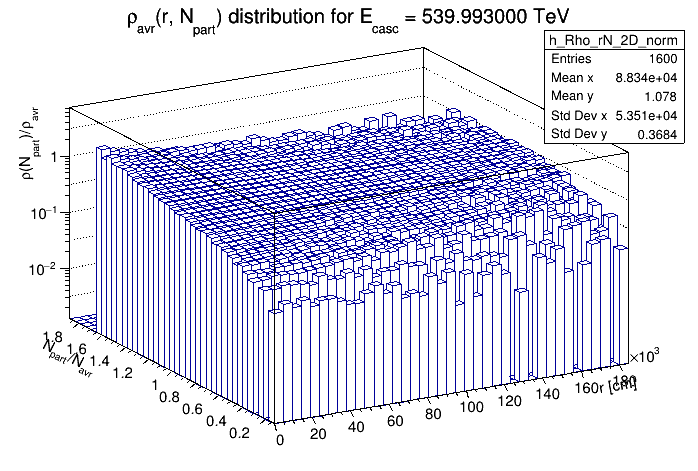 ρavr(r, Npart) distribution for Ecasc = 539.993000 TeV
h_Rho_rN_2D_norm
Entries 1600
Mean x 8.834e+04
Mean y 1.078
Std Dev x 5.351e+04
Std Dev y 0.3684
ρ(Npart)/ρavr
1
10−1
10−2
1.8
1.6
1.4
1.2
1
0.8
0.6
0.4
0.2
Npart/Navr
0
20
40
60
80
100
120
140
160
180
r [cm]
×103